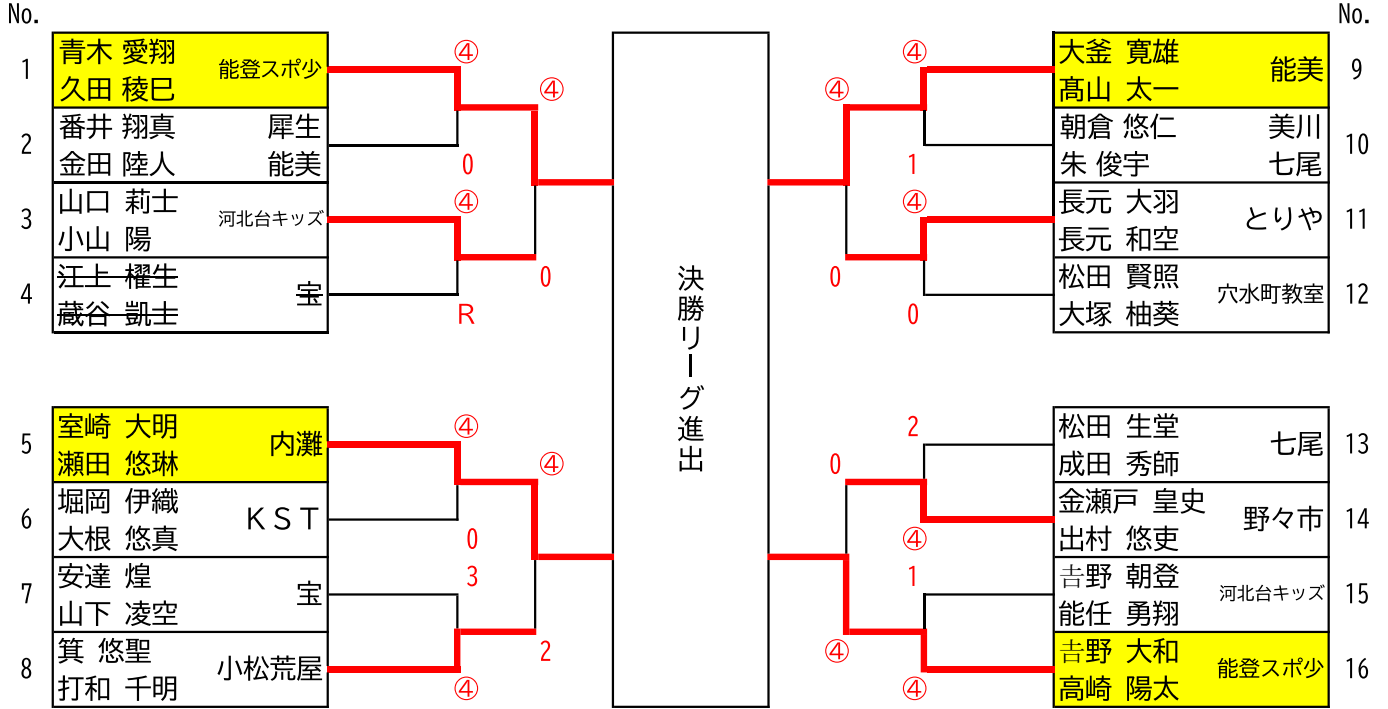 No.
1
青木 愛翔
久田 稜巳
能登スポ少
2
番井 翔真 犀生
金田 陸人 能美
3
山口 莉士
小山 陽
河北台キッズ
4
江上 櫂生
蔵谷 凱士
宝
④
0
④
R
④
0
5
室崎 大明
瀬田 悠琳
内灘
6
堀岡 伊織
大根 悠真
KST
7
安達 煌
山下 凌空
宝
8
箕 悠聖
打和 千明
小松荒屋
④
0
3
④
④
2
決勝リーグ進出
No.
9
大釜 寛雄
髙山 太一
能美
10
朝倉 悠仁 美川
朱 俊宇 七尾
11
長元 大羽
長元 和空
とりや
12
松田 賢照
大塚 柚葵
穴水町教室
④
1
④
0
④
0
13
松田 生堂
成田 秀師
七尾
14
金瀬戸 皇史
出村 悠吏
野々市
15
𠮷野 朝登
能任 勇翔
河北台キッズ
16
𠮷野 大和
高崎 陽太
能登スポ少
2
④
1
④
0
④